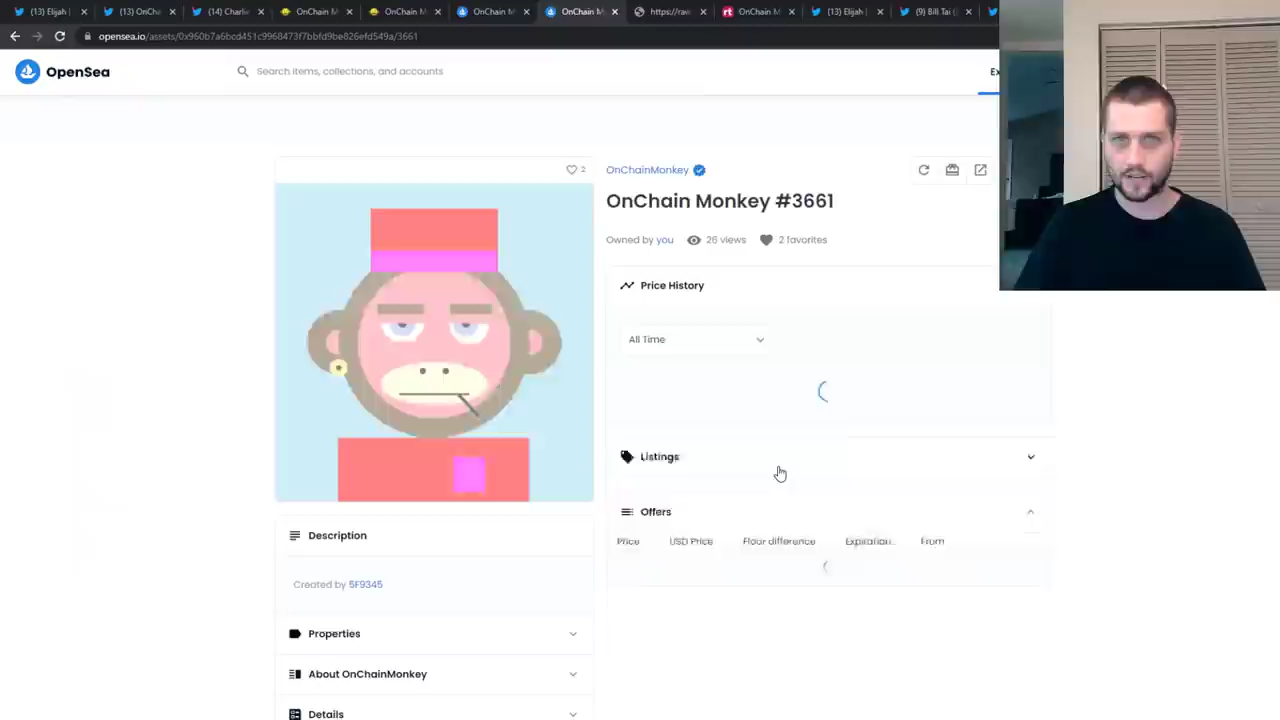 (13) Elijah
(13) OnCha
(14) Charlie
OnChain M
OnChain M
OnChain M
OnChain M
https://raw
OnChain M
(13) Elijah
(9) Bill Tai (
opensea.io/assets/0x960b7a6bcd451c9968473f7bbfd9be826efd549a/3661
OpenSea
Search items, collections, and accounts
Ex
2
OnChainMonkey
OnChain Monkey #3661
Owned by you
26 views
2 favorites
Price History
All Time
Listings
Offers
Price
USD Price
Floor difference
Expiration
From
Description
Created by 5F9345
Properties
About OnChainMonkey
Details